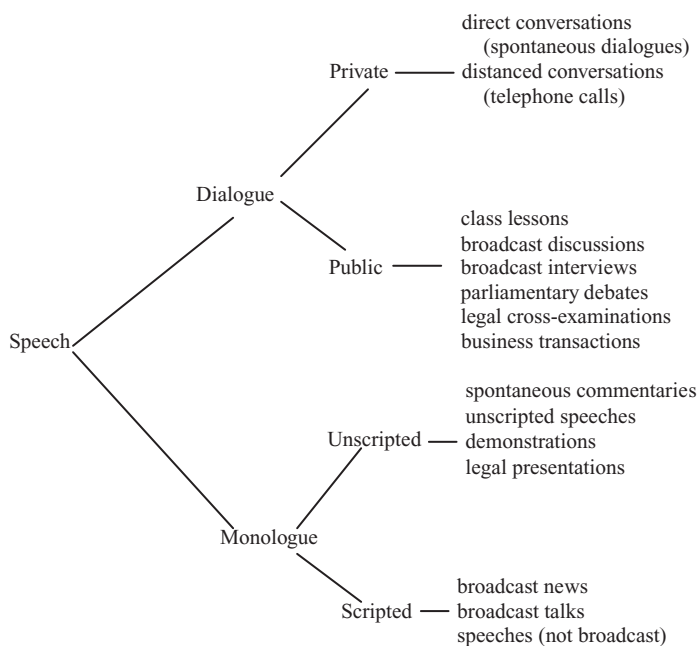 direct conversations
(spontaneous dialogues)
Private
distanced conversations
(telephone calls)
Dialogue
class lessons
broadcast discussions
Public
broadcast interviews
parliamentary debates
legal cross-examinations
business transactions
Speech
spontaneous commentaries
unscripted speeches
Unscripted
demonstrations
legal presentations
Monologue
broadcast news
Scripted
broadcast talks
speeches (not broadcast)